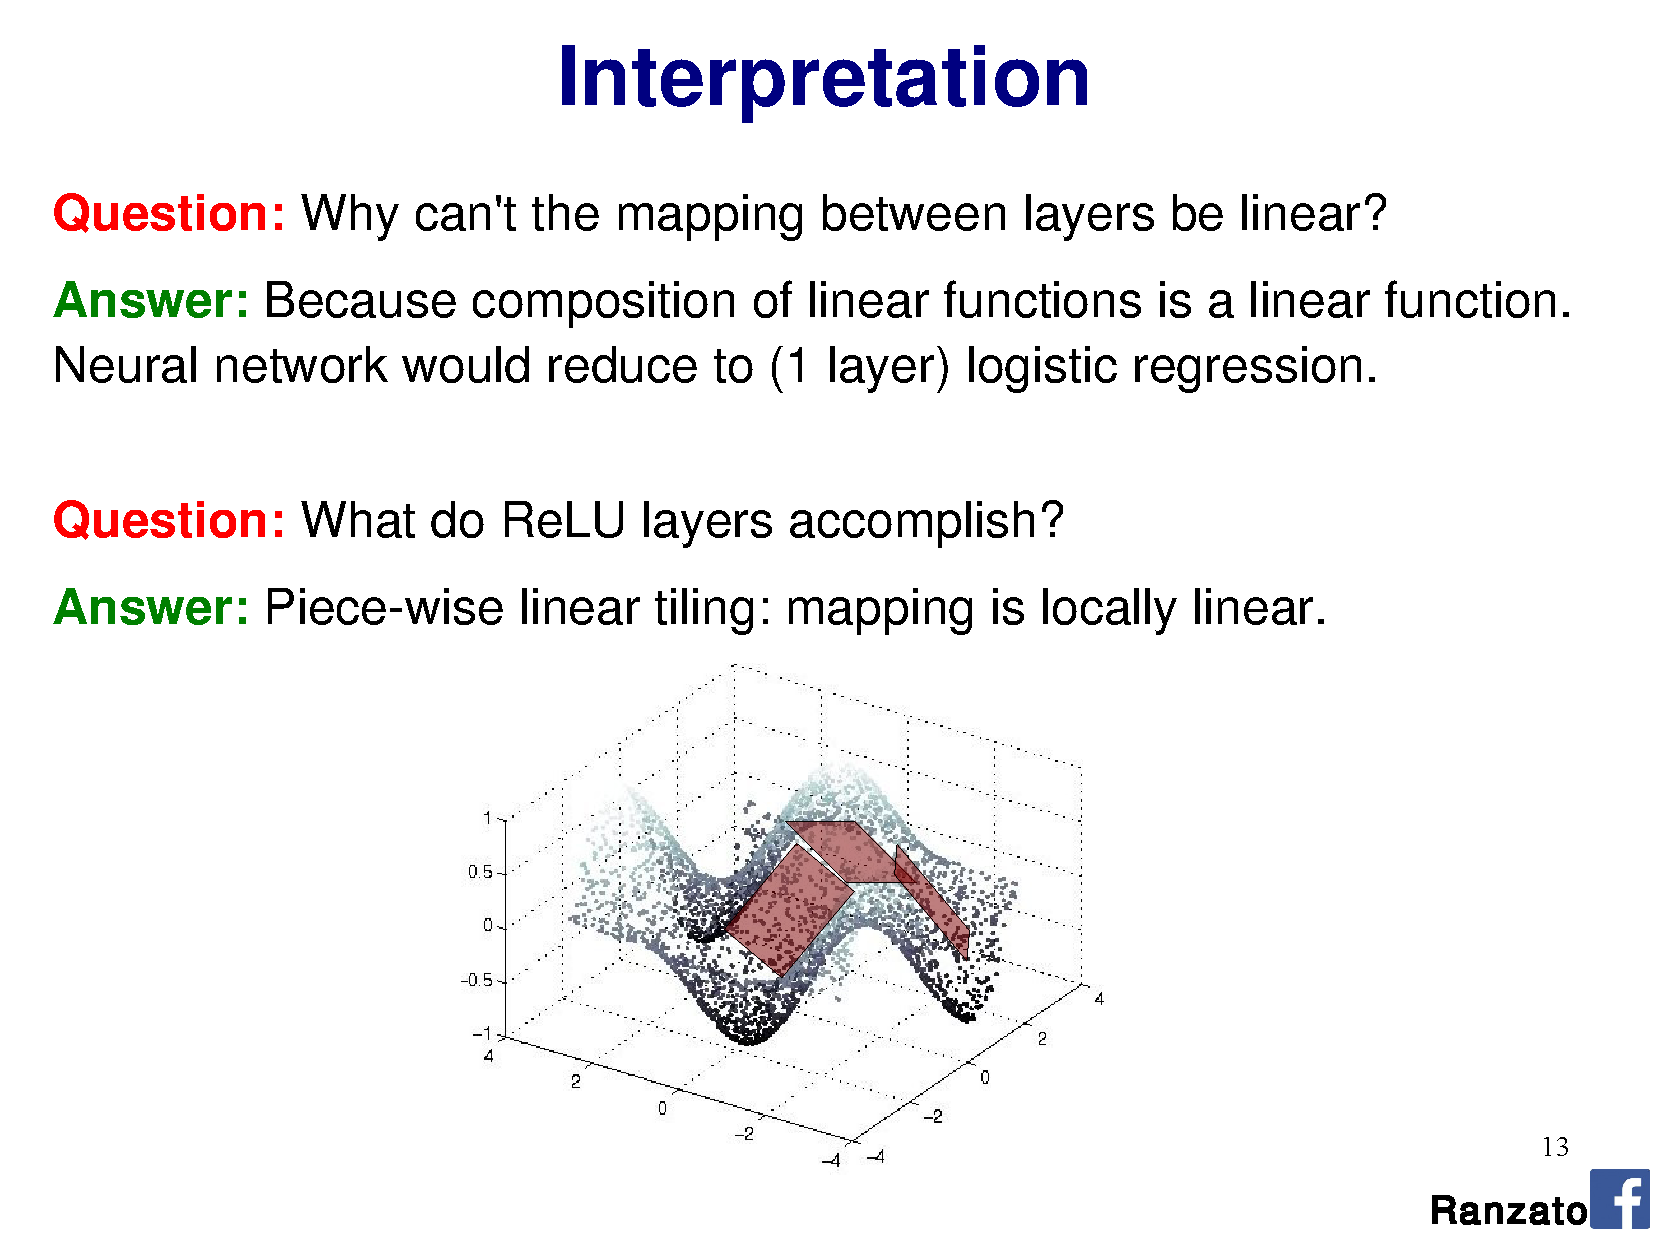 Interpretation
Question: Why can't the mapping between layers be linear?
Answer: Because composition of linear functions is a linear function.
Neural network would reduce to (1 layer) logistic regression.
Question: What do ReLU layers accomplish?
Answer: Piece-wise linear tiling: mapping is locally linear.
1
0.5
0
−0.5
−1
4
2
0
−2
−4
−4
−2
0
2
4
13
Ranzato
f